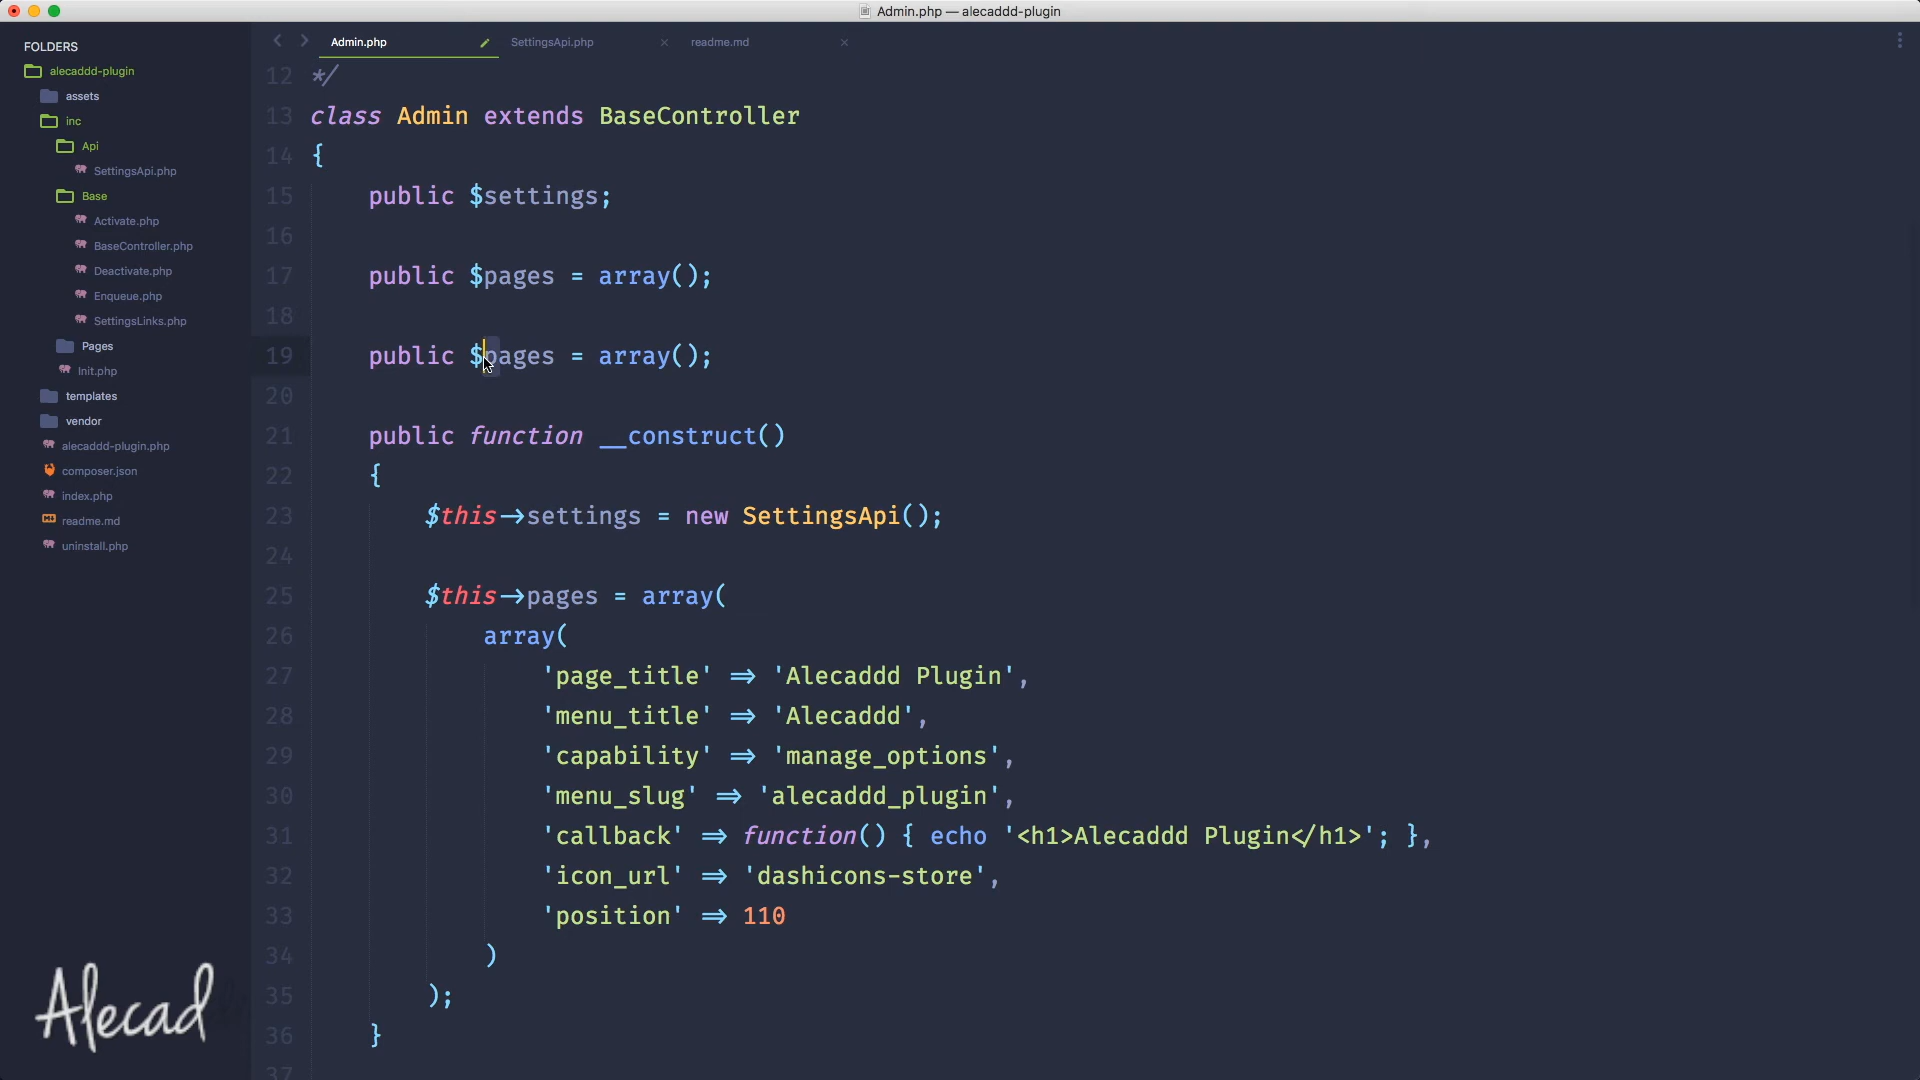 Admin.php — alecaddd-plugin
FOLDERS
alecaddd-plugin
assets
inc
Api
SettingsApi.php
Base
Activate.php
BaseController.php
Deactivate.php
Enqueue.php
SettingsLinks.php
Pages
Init.php
templates
vendor
alecaddd-plugin.php
composer.json
index.php
readme.md
uninstall.php
Alecad
Admin.php
SettingsApi.php
readme.md
12 */
13 class Admin extends BaseController
14 {
15 public $settings;
16
17 public $pages = array();
18
19 public $pages = array();
20
21 public function __construct()
22 {
23 $this->settings = new SettingsApi();
24
25 $this->pages = array(
26 array(
27 'page_title' => 'Alecaddd Plugin',
28 'menu_title' => 'Alecaddd',
29 'capability' => 'manage_options',
30 'menu_slug' => 'alecaddd_plugin',
31 'callback' => function() { echo '<h1>Alecaddd Plugin</h1>'; },
32 'icon_url' => 'dashicons-store',
33 'position' => 110
34 )
35 );
36 }
37